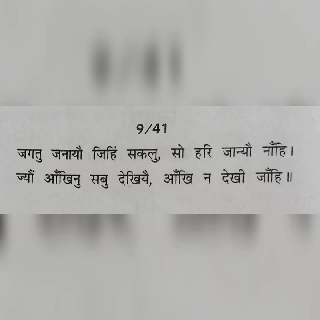 9/41
जगतु जनायौ जिहिं सकलु, सो हरि जान्यौ नाँहि।
ज्यौं आँखिनु सबु देखियै, आँखि न देखी जाँहि॥